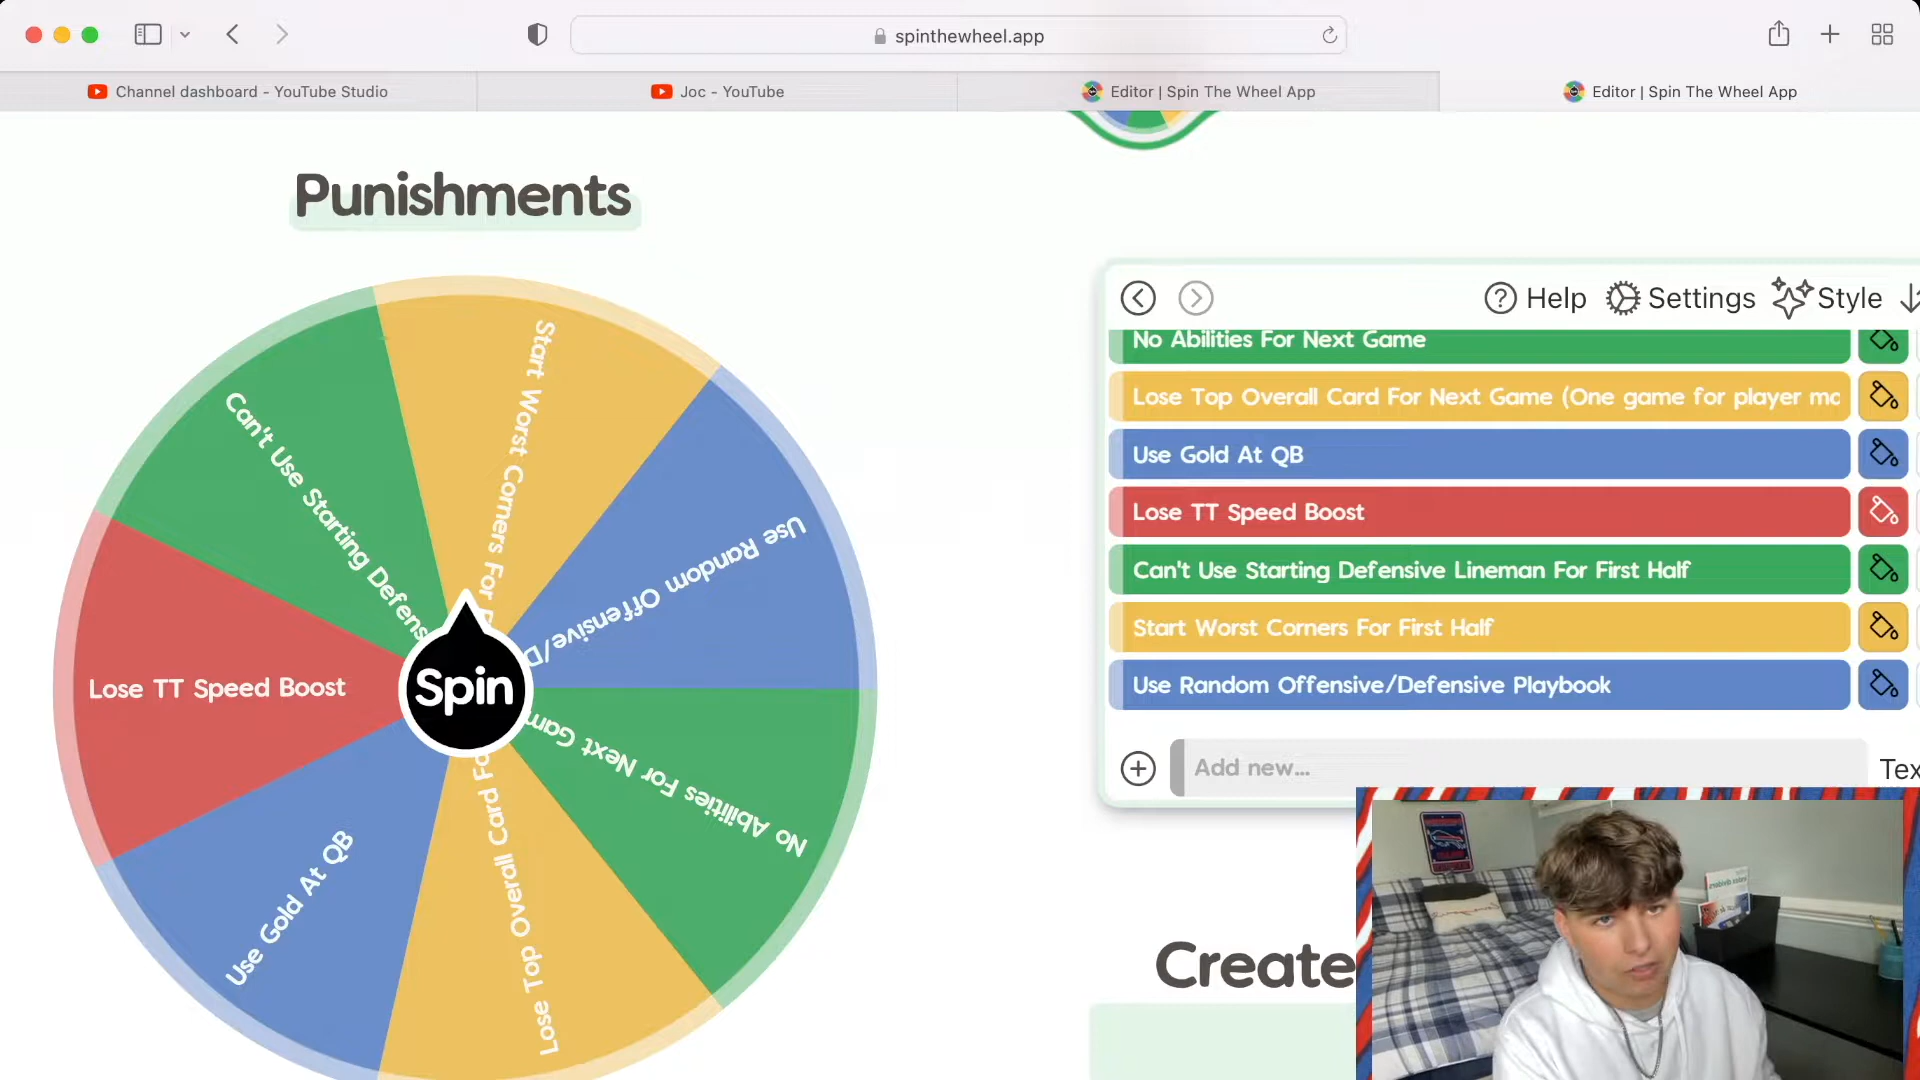 spinthewheel.app
Channel dashboard - YouTube Studio
Joc - YouTube
Editor | Spin The Wheel App
Editor | Spin The Wheel App
Punishments
Start Worst Corners For
Use Random Offensive/D
No Abilities For Next Gam
Lose Top Overall Card Fo
Use Gold At QB
Lose TT Speed Boost
Can't Use Starting Defens
Spin
Help
Settings
Style
No Abilities For Next Game
Lose Top Overall Card For Next Game (One game for player mo
Use Gold At QB
Lose TT Speed Boost
Can't Use Starting Defensive Lineman For First Half
Start Worst Corners For First Half
Use Random Offensive/Defensive Playbook
Add new...
Tex
Create